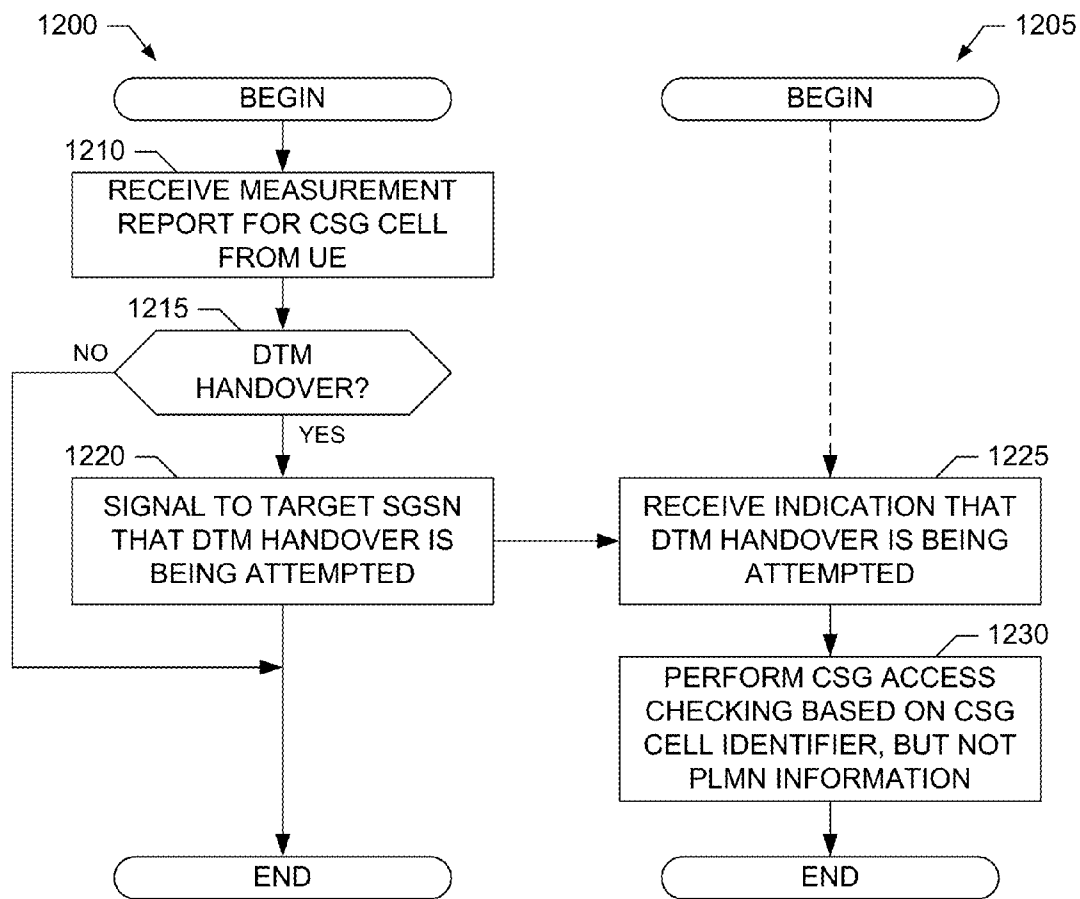 1200
1205
BEGIN
BEGIN
1210
RECEIVE MEASUREMENT
REPORT FOR CSG CELL
FROM UE
1215
NO
DTM
HANDOVER?
YES
1220
SIGNAL TO TARGET SGSN
THAT DTM HANDOVER IS
BEING ATTEMPTED
1225
RECEIVE INDICATION THAT
DTM HANDOVER IS BEING
ATTEMPTED
1230
PERFORM CSG ACCESS
CHECKING BASED ON CSG
CELL IDENTIFIER, BUT NOT
PLMN INFORMATION
END
END